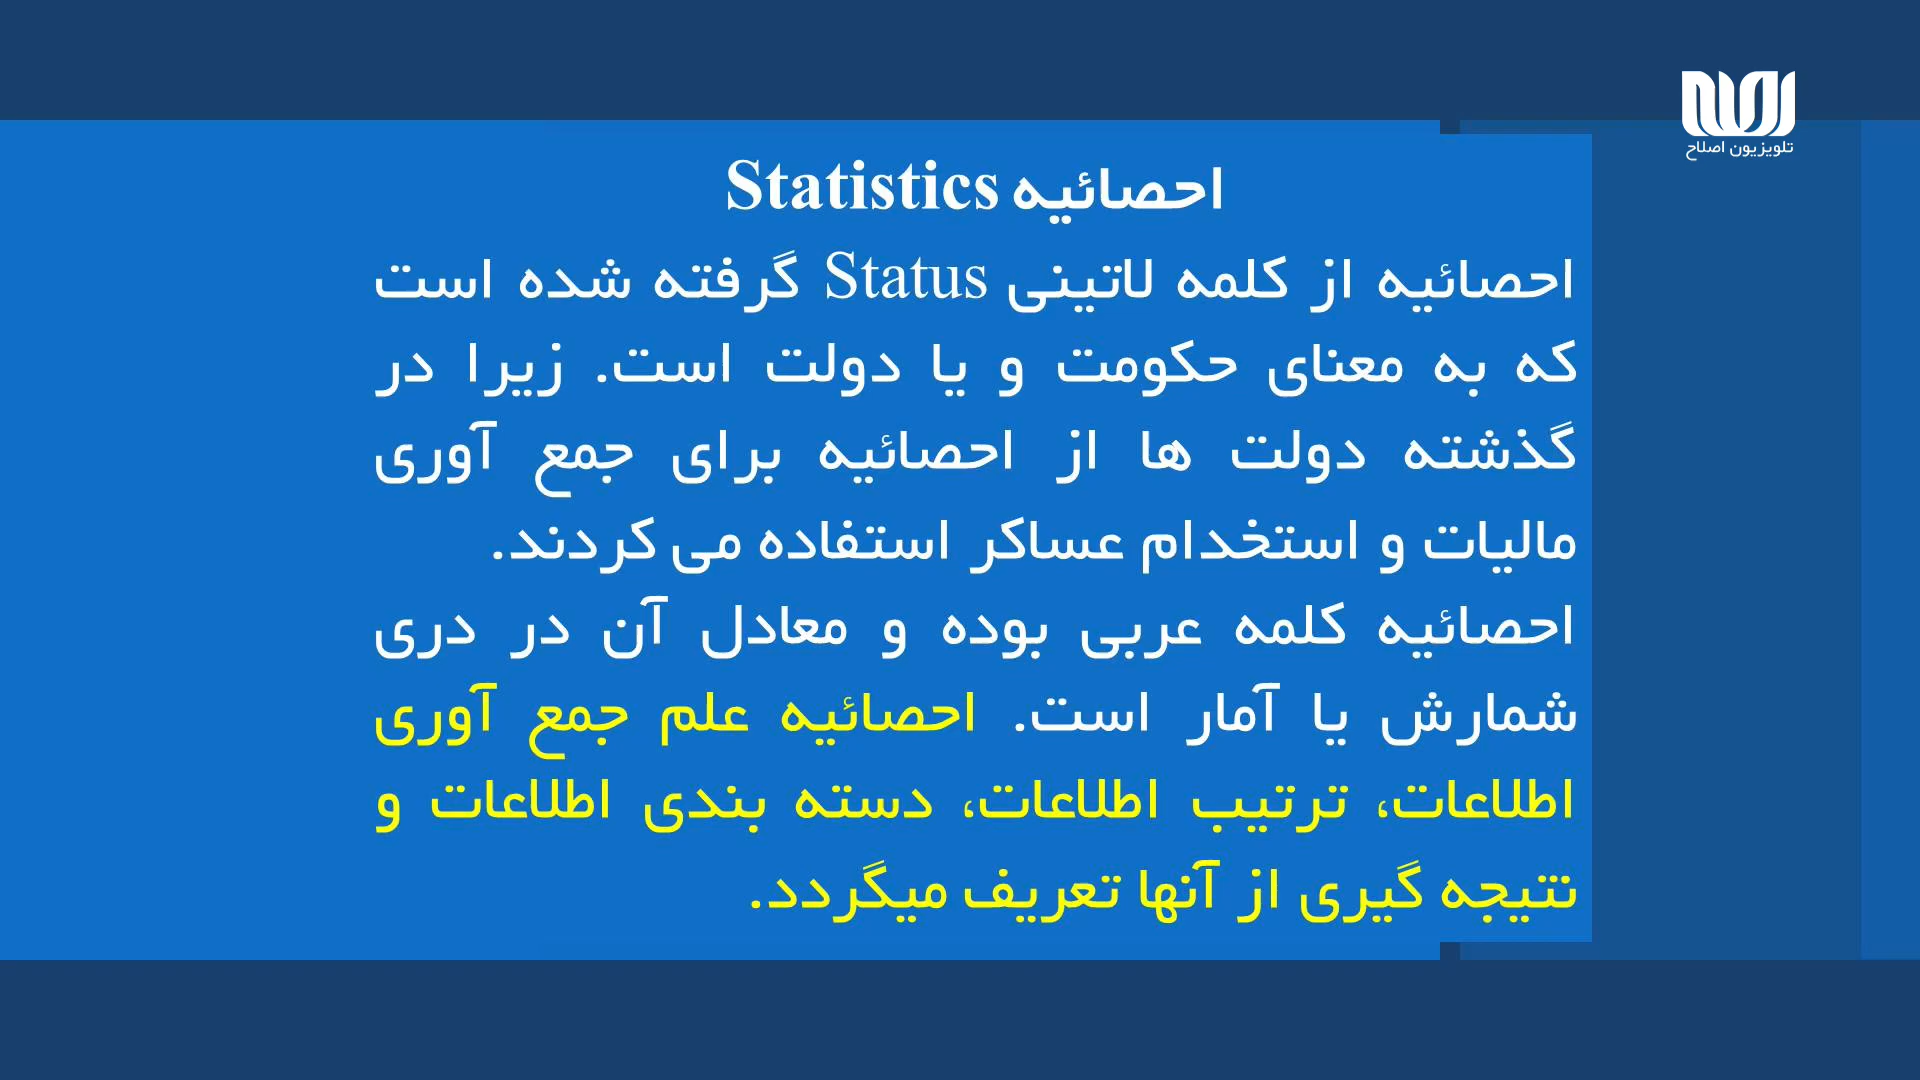 تلویزیون اصلاح
احصائیه Statistics
احصائیه از کلمه لاتینی Status گرفته شده است
که به معنای حکومت و یا دولت است. زیرا در
گذشته دولت ها از احصائیه برای جمع آوری
مالیات و استخدام عساکر استفاده می کردند.
احصائیه کلمه عربی بوده و معادل آن در دری
شمارش یا آمار است. احصائیه علم جمع آوری
اطلاعات، ترتیب اطلاعات، دسته بندی اطلاعات و
نتیجه گیری از آنها تعریف میگردد.